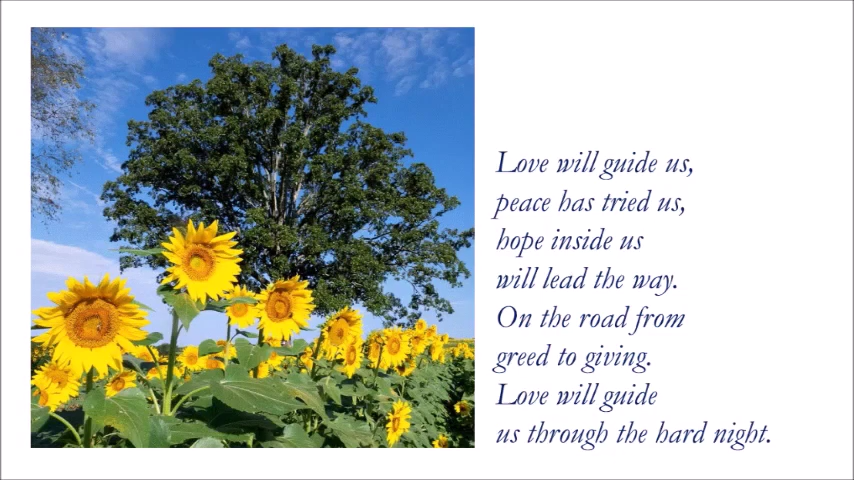 Love will guide us,
peace has tried us,
hope inside us
will lead the way.
On the road from
greed to giving.
Love will guide
us through the hard night.